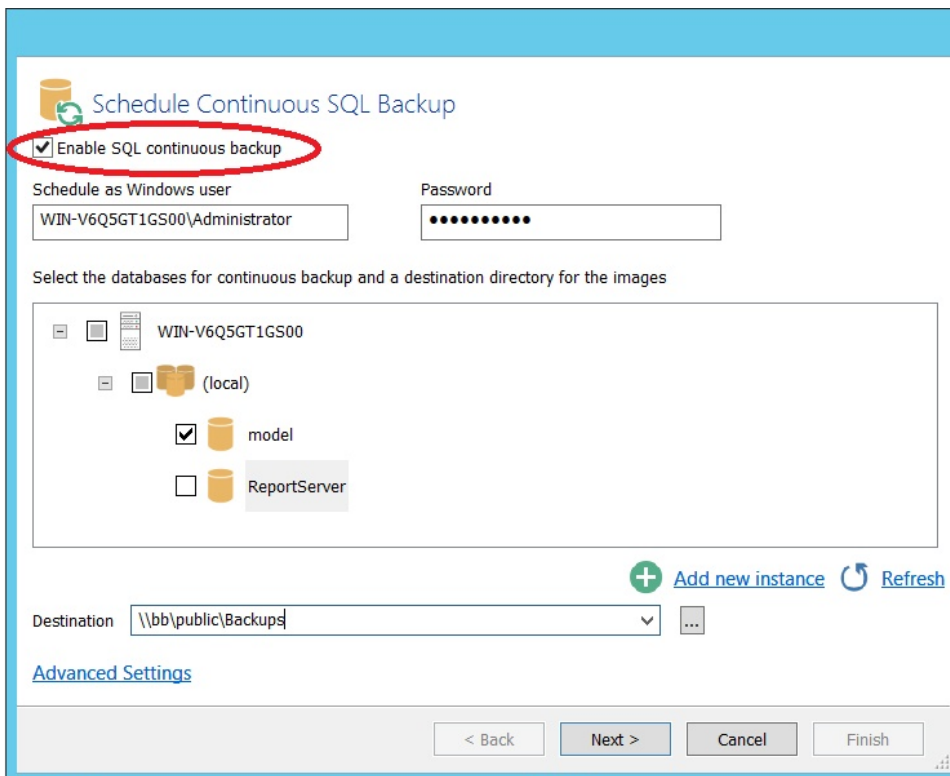 Schedule Continuous SQL Backup
Enable SQL continuous backup
Schedule as Windows user Password
WIN-V6Q5GT1GS00\Administrator ●●●●●●●●●●
Select the databases for continuous backup and a destination directory for the images
WIN-V6Q5GT1GS00
(local)
model
ReportServer
Add new instance Refresh
Destination \\bb\public\Backups ...
Advanced Settings
< Back Next > Cancel Finish